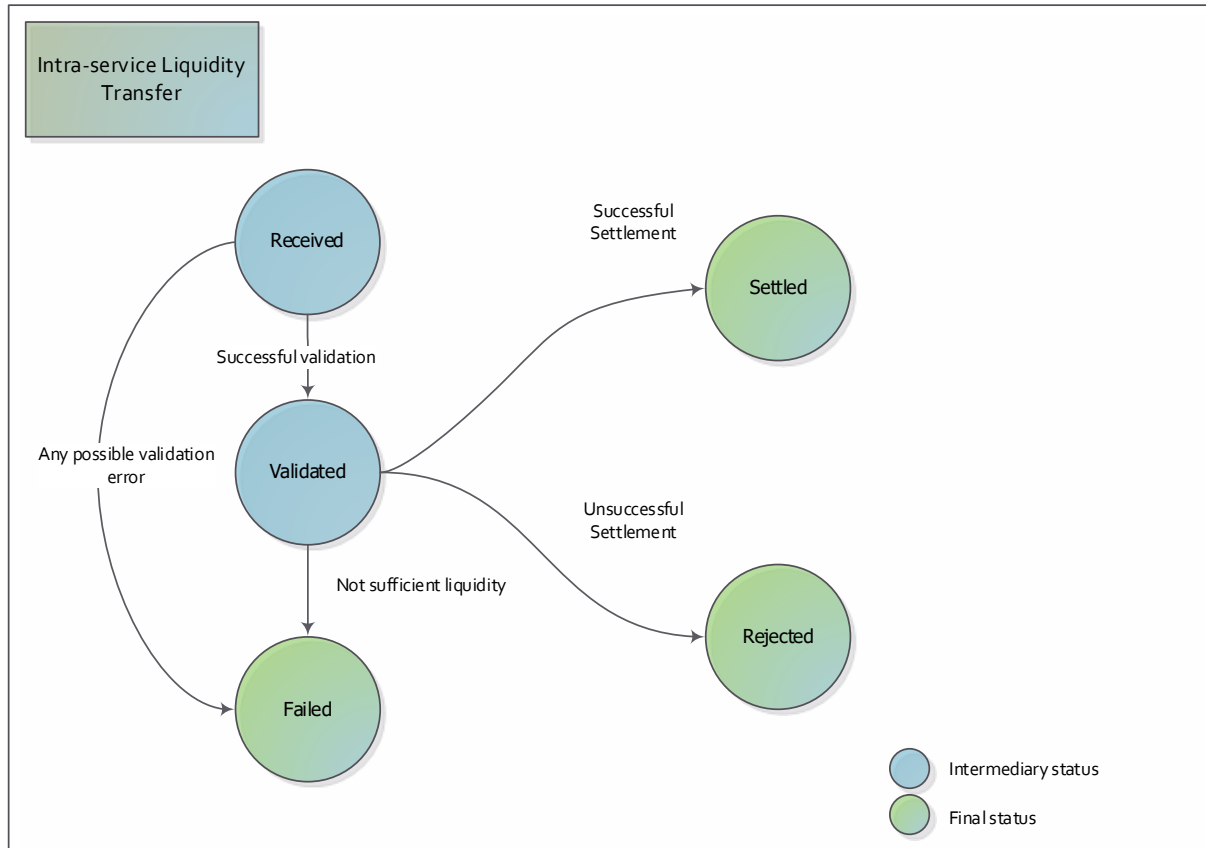 Intra-service Liquidity
Transfer
Received
Successful
Settlement
Settled
Successful validation
Any possible validation
error
Validated
Unsuccessful
Settlement
Not sufficient liquidity
Rejected
Failed
Intermediary status
Final status